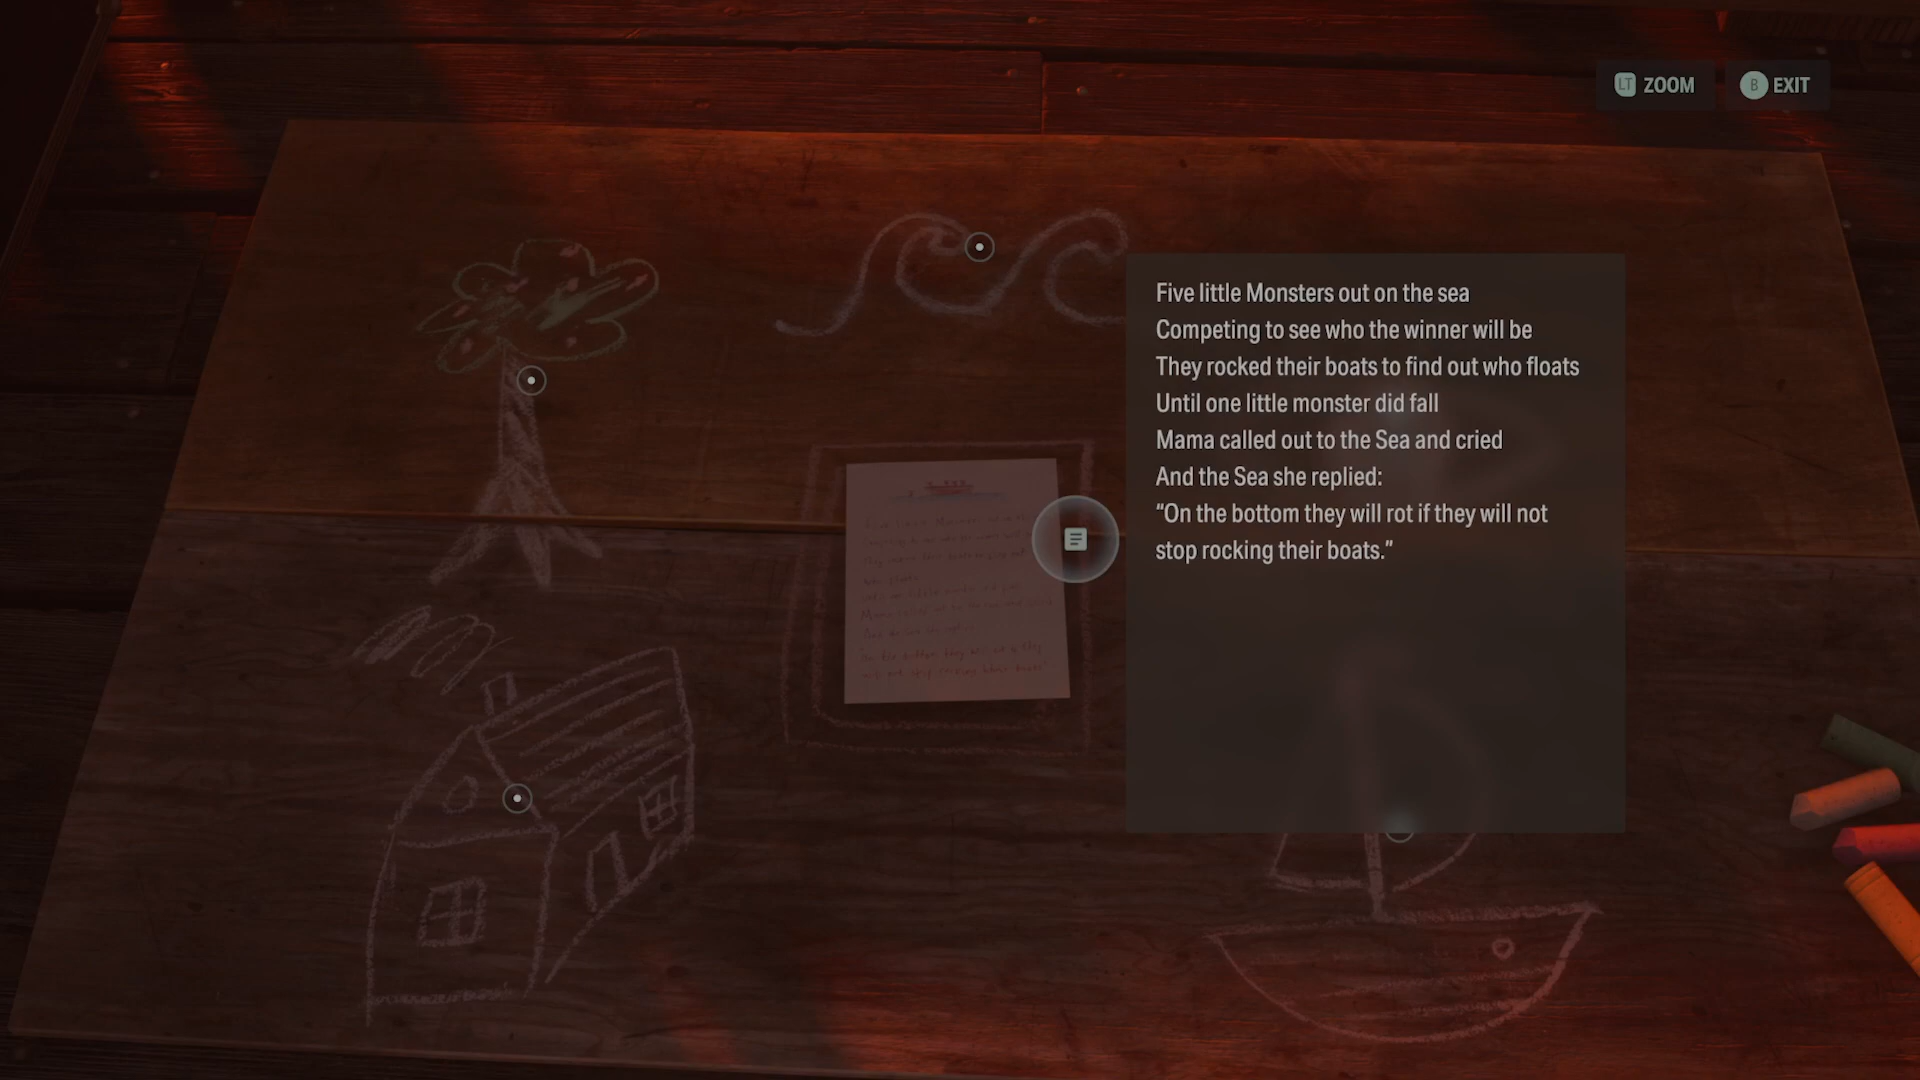 LT ZOOM
B EXIT
Five little Monsters out on the sea
Competing to see who the winner will be
They rocked their boats to find out who floats
Until one little monster did fall
Mama called out to the Sea and cried
And the Sea she replied:
“On the bottom they will rot if they will not
stop rocking their boats.”